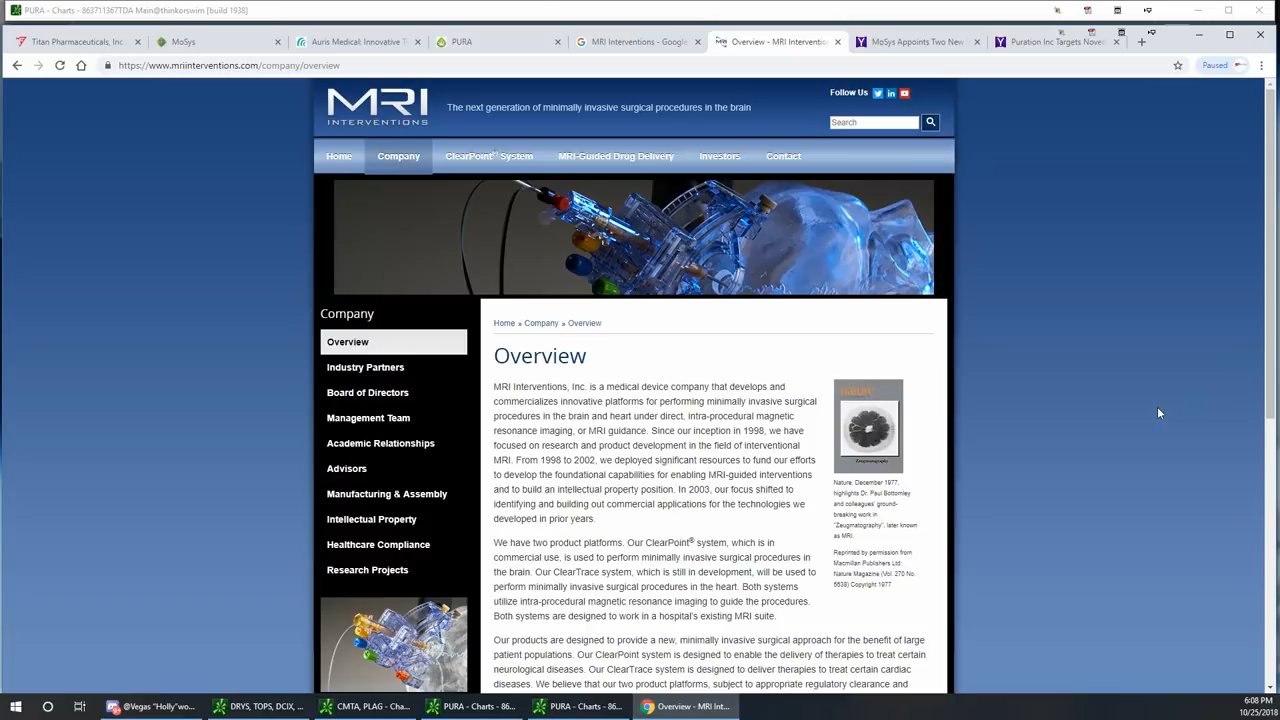 PURA - Charts - 863711367TDA Main@thinkorswim [build 1938]
Titan Pharmaceuticals, Inc.
MoSys
Auris Medical: Innovative T
PURA
MRI Interventions - Google
Overview - MRI Interventio
MoSys Appoints Two New
Puration Inc Targets Nove
https://www.mriinterventions.com/company/overview
Paused
MRI
INTERVENTIONS
The next generation of minimally invasive surgical procedures in the brain
Follow Us
Search
Home
Company
ClearPoint® System
MRI-Guided Drug Delivery
Investors
Contact
Company
Overview
Industry Partners
Board of Directors
Management Team
Academic Relationships
Advisors
Manufacturing & Assembly
Intellectual Property
Healthcare Compliance
Research Projects
Home » Company » Overview
Overview
MRI Interventions, Inc. is a medical device company that develops and
commercializes innovative platforms for performing minimally invasive surgical
procedures in the brain and heart under direct, intra-procedural magnetic
resonance imaging, or MRI guidance. Since our inception in 1998, we have
focused on research and product development in the field of interventional
MRI. From 1998 to 2002, we deployed significant resources to fund our efforts
to develop the foundational capabilities for enabling MRI-guided interventions
and to build an intellectual property position. In 2003, our focus shifted to
identifying and building out commercial applications for the technologies we
developed in prior years.
We have two product platforms. Our ClearPoint® system, which is in
commercial use, is used to perform minimally invasive surgical procedures in
the brain. Our ClearTrace system, which is still in development, will be used to
perform minimally invasive surgical procedures in the heart. Both systems
utilize intra-procedural magnetic resonance imaging to guide the procedures.
Both systems are designed to work in a hospital's existing MRI suite.
Our products are designed to provide a new, minimally invasive surgical approach for the benefit of large
patient populations. Our ClearPoint system is designed to enable the delivery of therapies to treat certain
neurological diseases. Our ClearTrace system is designed to deliver therapies to treat certain cardiac
diseases. We believe that our two product platforms, subject to appropriate regulatory clearance and
nature
Zeugmatography
Nature, December 1977,
highlights Dr. Paul Bottomley
and colleagues' ground-
breaking work in
"Zeugmatography", later known
as MRI.
Reprinted by permission from
Macmillan Publishers Ltd:
Nature Magazine (Vol. 270 No.
5638) Copyright 1977
@Vegas "Holly"wo...
DRYS, TOPS, DCIX, ...
CMTA, PLAG - Cha...
PURA - Charts - 86...
PURA - Charts - 86...
Overview - MRI Int...
6:08 PM
10/25/2018